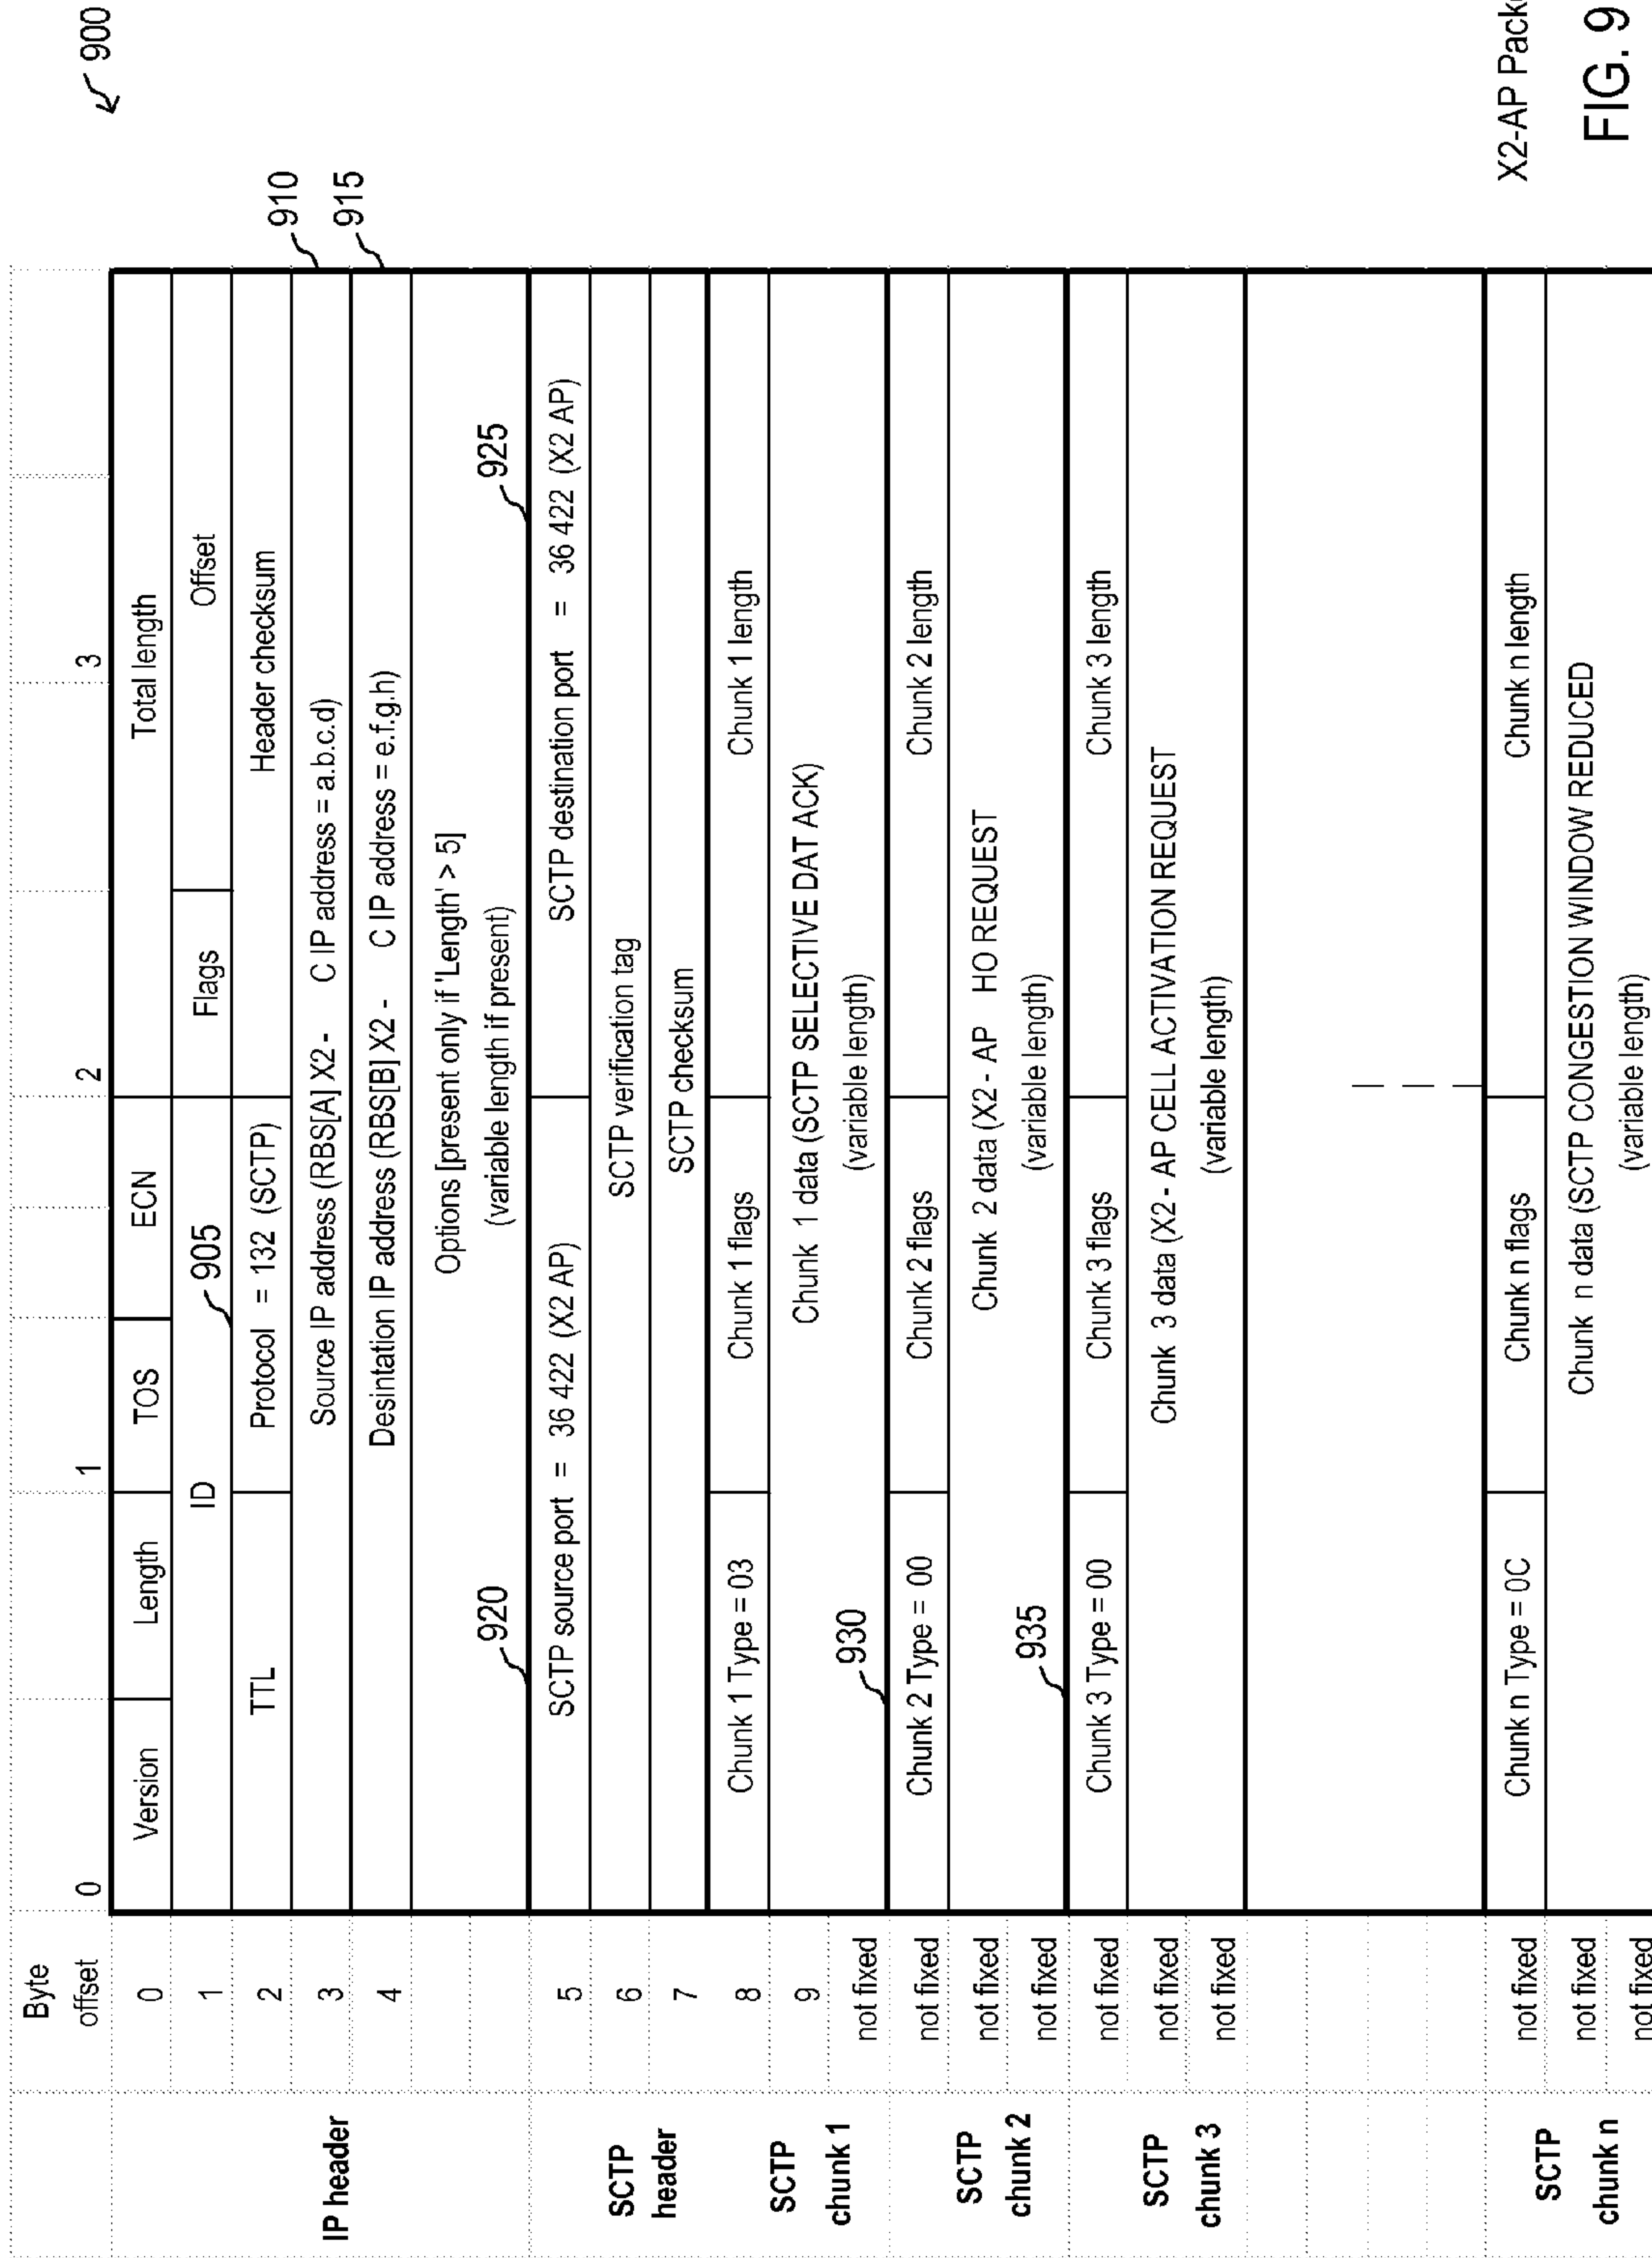 900
Byte
offset
0 1 2 3
IP header
0 Version Length TOS ECN Total length
1 ID 905 Flags Offset
2 TTL Protocol = 132 (SCTP) Header checksum
910
3 Source IP address (RBS[A] X2- C IP address = a.b.c.d)
915
4 Desintation IP address (RBS[B] X2 - C IP address = e.f.g.h)
Options [present only if 'Length' > 5]
(variable length if present)
920 925
SCTP
header
5 SCTP source port = 36 422 (X2 AP) SCTP destination port = 36 422 (X2 AP)
6 SCTP verification tag
7 SCTP checksum
SCTP
chunk 1
8 Chunk 1 Type = 03 Chunk 1 flags Chunk 1 length
9 Chunk 1 data (SCTP SELECTIVE DAT ACK)
not fixed (variable length)
930
SCTP
chunk 2
not fixed Chunk 2 Type = 00 Chunk 2 flags Chunk 2 length
not fixed Chunk 2 data (X2 - AP HO REQUEST
not fixed (variable length)
935
SCTP
chunk 3
not fixed Chunk 3 Type = 00 Chunk 3 flags Chunk 3 length
not fixed Chunk 3 data (X2 - AP CELL ACTIVATION REQUEST
not fixed (variable length)
SCTP
chunk n
not fixed Chunk n Type = 0C Chunk n flags Chunk n length
not fixed Chunk n data (SCTP CONGESTION WINDOW REDUCED
not fixed (variable length)
X2-AP
FIG. 9